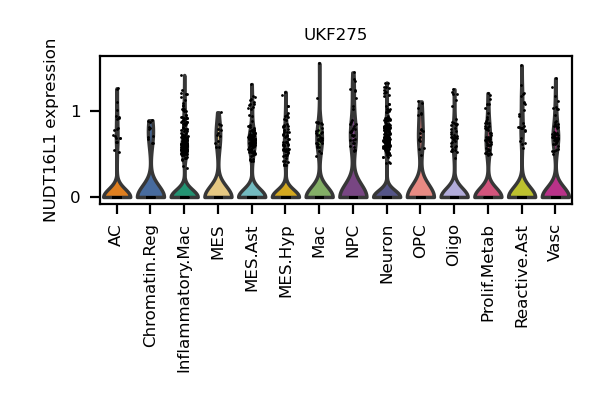 UKF275
NUDT16L1 expression
1
0
AC
Chromatin.Reg
Inflammatory.Mac
MES
MES.Ast
MES.Hyp
Mac
NPC
Neuron
OPC
Oligo
Prolif.Metab
Reactive.Ast
Vasc